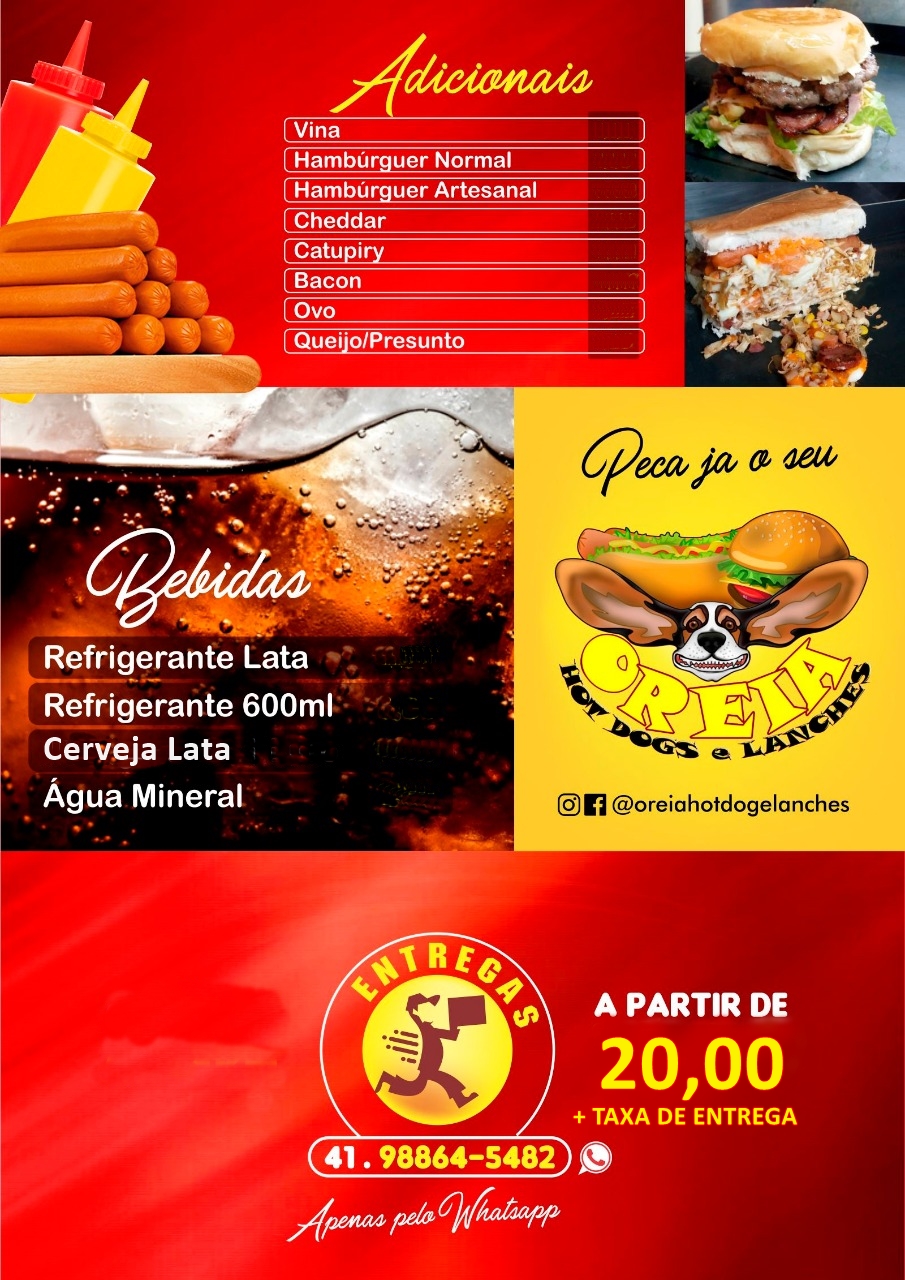 Adicionais
Vina
Hambúrguer Normal
Hambúrguer Artesanal
Cheddar
Catupiry
Bacon
Ovo
Queijo/Presunto
Bebidas
Refrigerante Lata
Refrigerante 600ml
Cerveja Lata
Água Mineral
Peca ja o seu
OREIA
HOT DOGS e LANCHES
@oreiahotdogelanches
ENTREGAS
A PARTIR DE
20,00
+ TAXA DE ENTREGA
41. 98864-5482
Apenas pelo Whatsapp